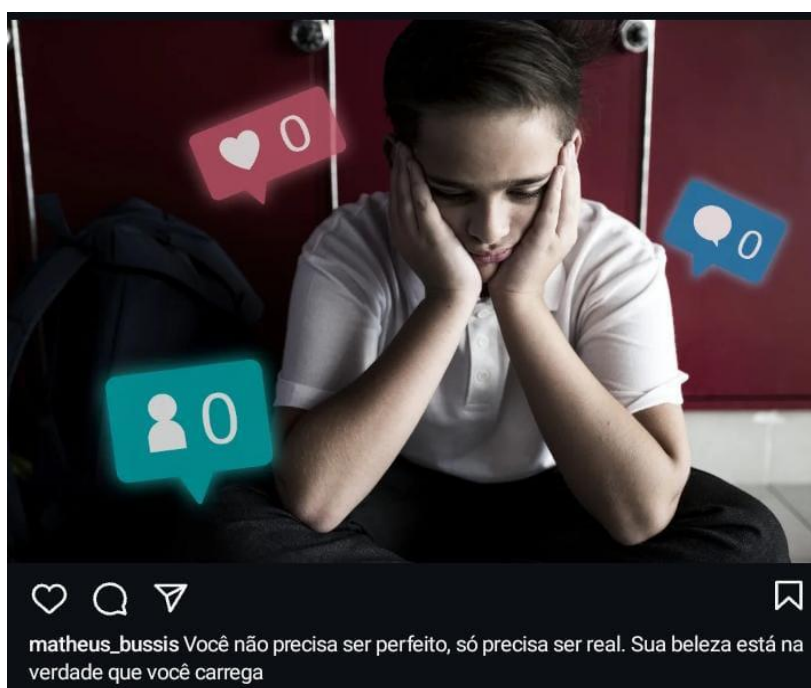 0
0
0
matheus_bussis Você não precisa ser perfeito, só precisa ser real. Sua beleza está na
verdade que você carrega